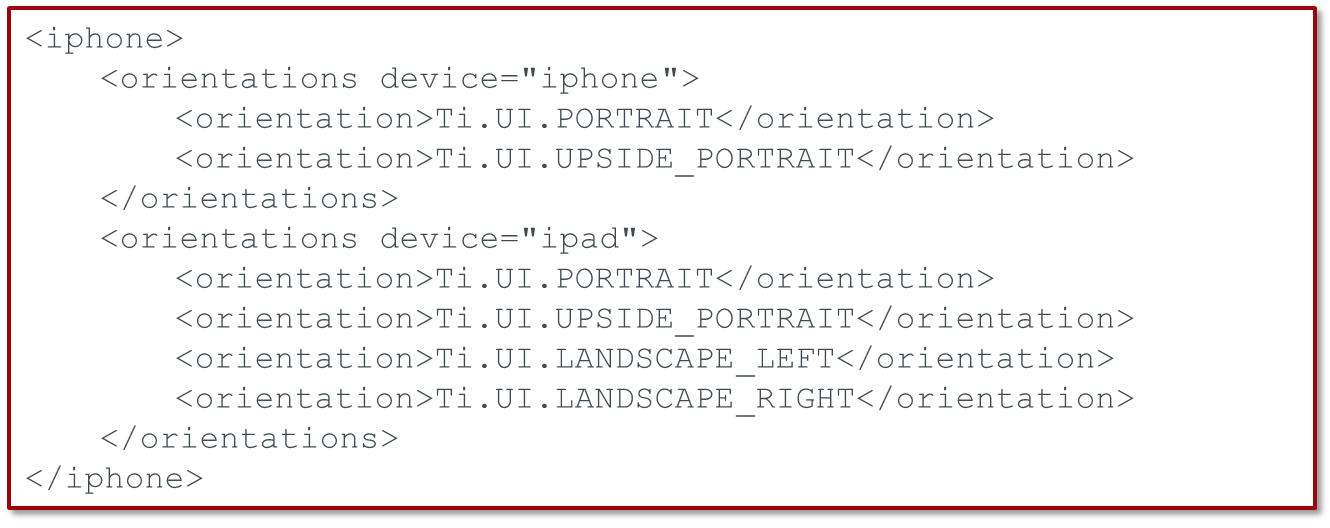 <iphone>
    <orientations device="iphone">
        <orientation>Ti.UI.PORTRAIT</orientation>
        <orientation>Ti.UI.UPSIDE_PORTRAIT</orientation>
    </orientations>
    <orientations device="ipad">
        <orientation>Ti.UI.PORTRAIT</orientation>
        <orientation>Ti.UI.UPSIDE_PORTRAIT</orientation>
        <orientation>Ti.UI.LANDSCAPE_LEFT</orientation>
        <orientation>Ti.UI.LANDSCAPE_RIGHT</orientation>
    </orientations>
</iphone>